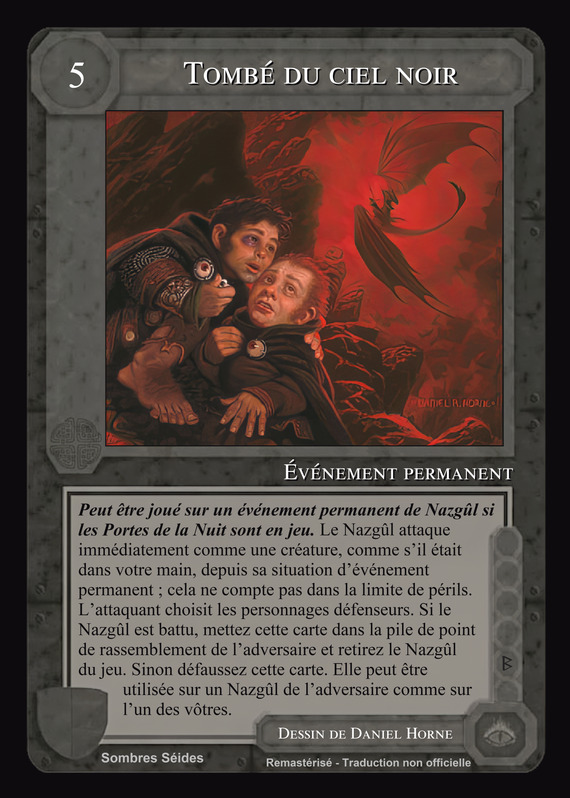 5
Tombé du ciel noir
DANIEL R. HORNE
Événement permanent
Peut être joué sur un événement permanent de Nazgûl si
les Portes de la Nuit sont en jeu. Le Nazgûl attaque
immédiatement comme une créature, comme s’il était
dans votre main, depuis sa situation d’événement
permanent ; cela ne compte pas dans la limite de périls.
L’attaquant choisit les personnages défenseurs. Si le
Nazgûl est battu, mettez cette carte dans la pile de point
de rassemblement de l’adversaire et retirez le Nazgûl
du jeu. Sinon défaussez cette carte. Elle peut être
utilisée sur un Nazgûl de l’adversaire comme sur
l’un des vôtres.
Dessin de Daniel Horne
Sombres Séides
Remastérisé - Traduction non officielle